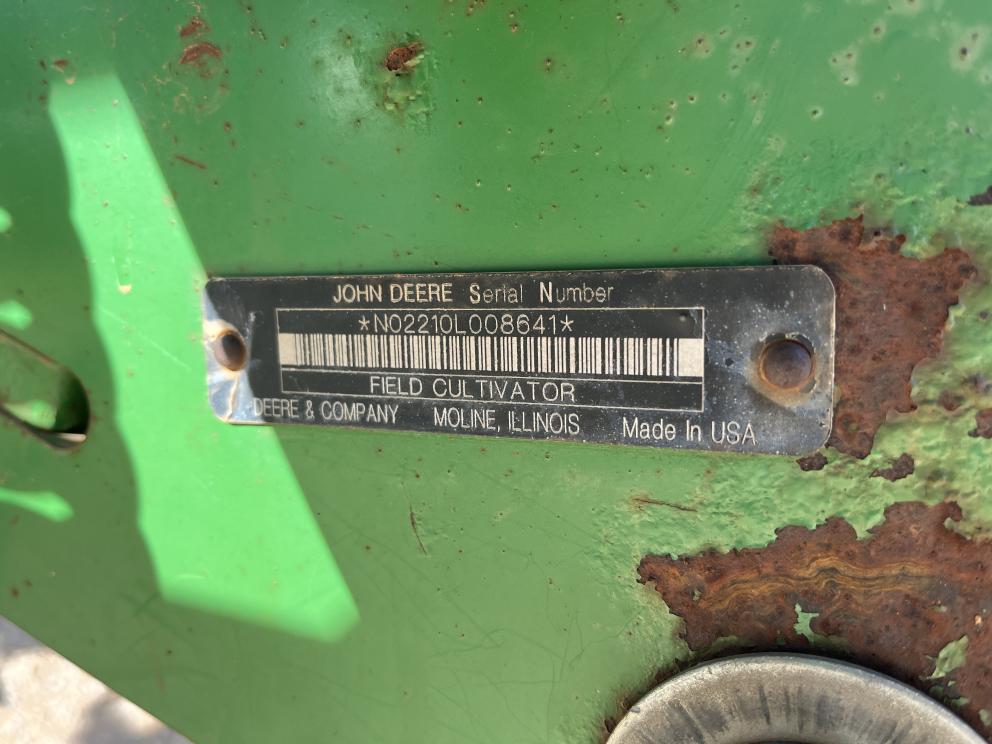 JOHN DEERE Serial Number
*N02210L008641*
FIELD CULTIVATOR
DEERE & COMPANY MOLINE, ILLINOIS Made In USA